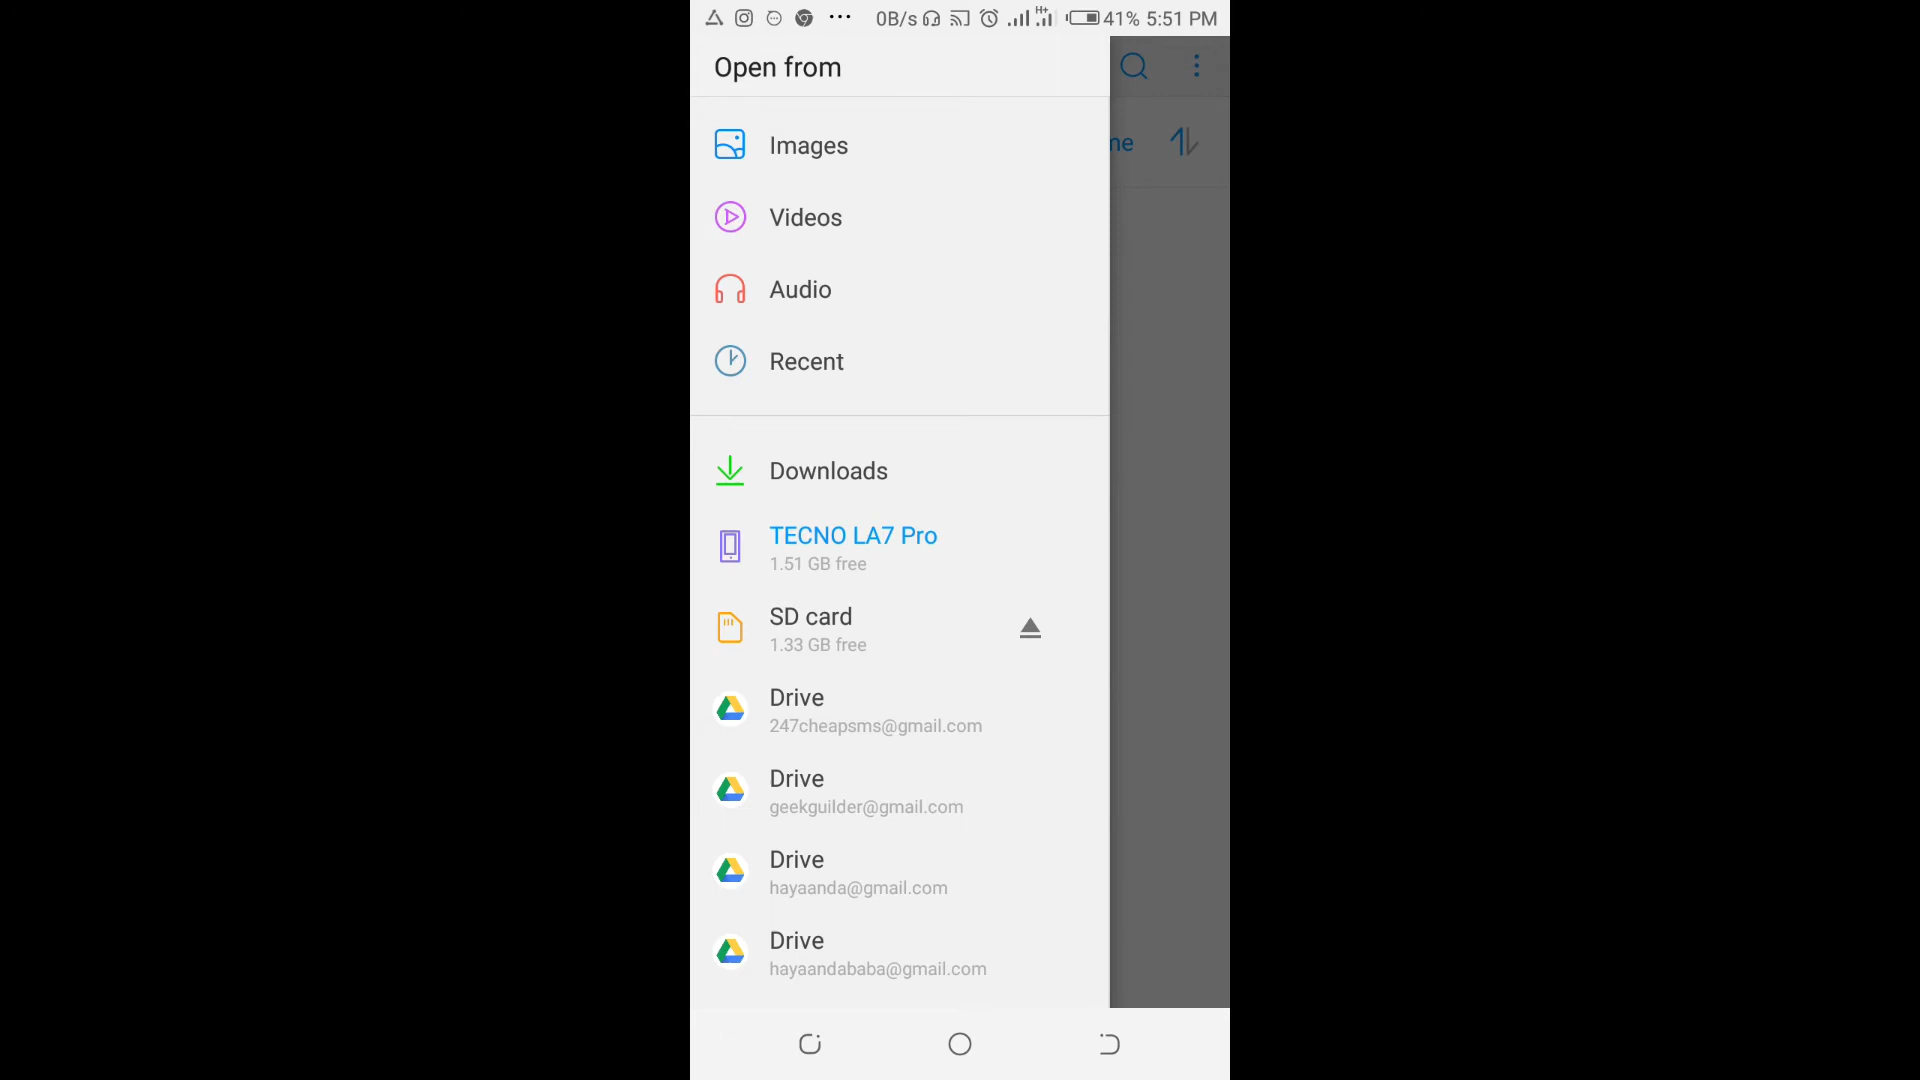 0B/s H+ 41% 5:51 PM
Open from
Images
ne
Videos
Audio
Recent
Downloads
TECNO LA7 Pro
1.51 GB free
SD card
1.33 GB free
Drive
247cheapsms@gmail.com
Drive
geekguilder@gmail.com
Drive
hayaanda@gmail.com
Drive
hayaandababa@gmail.com